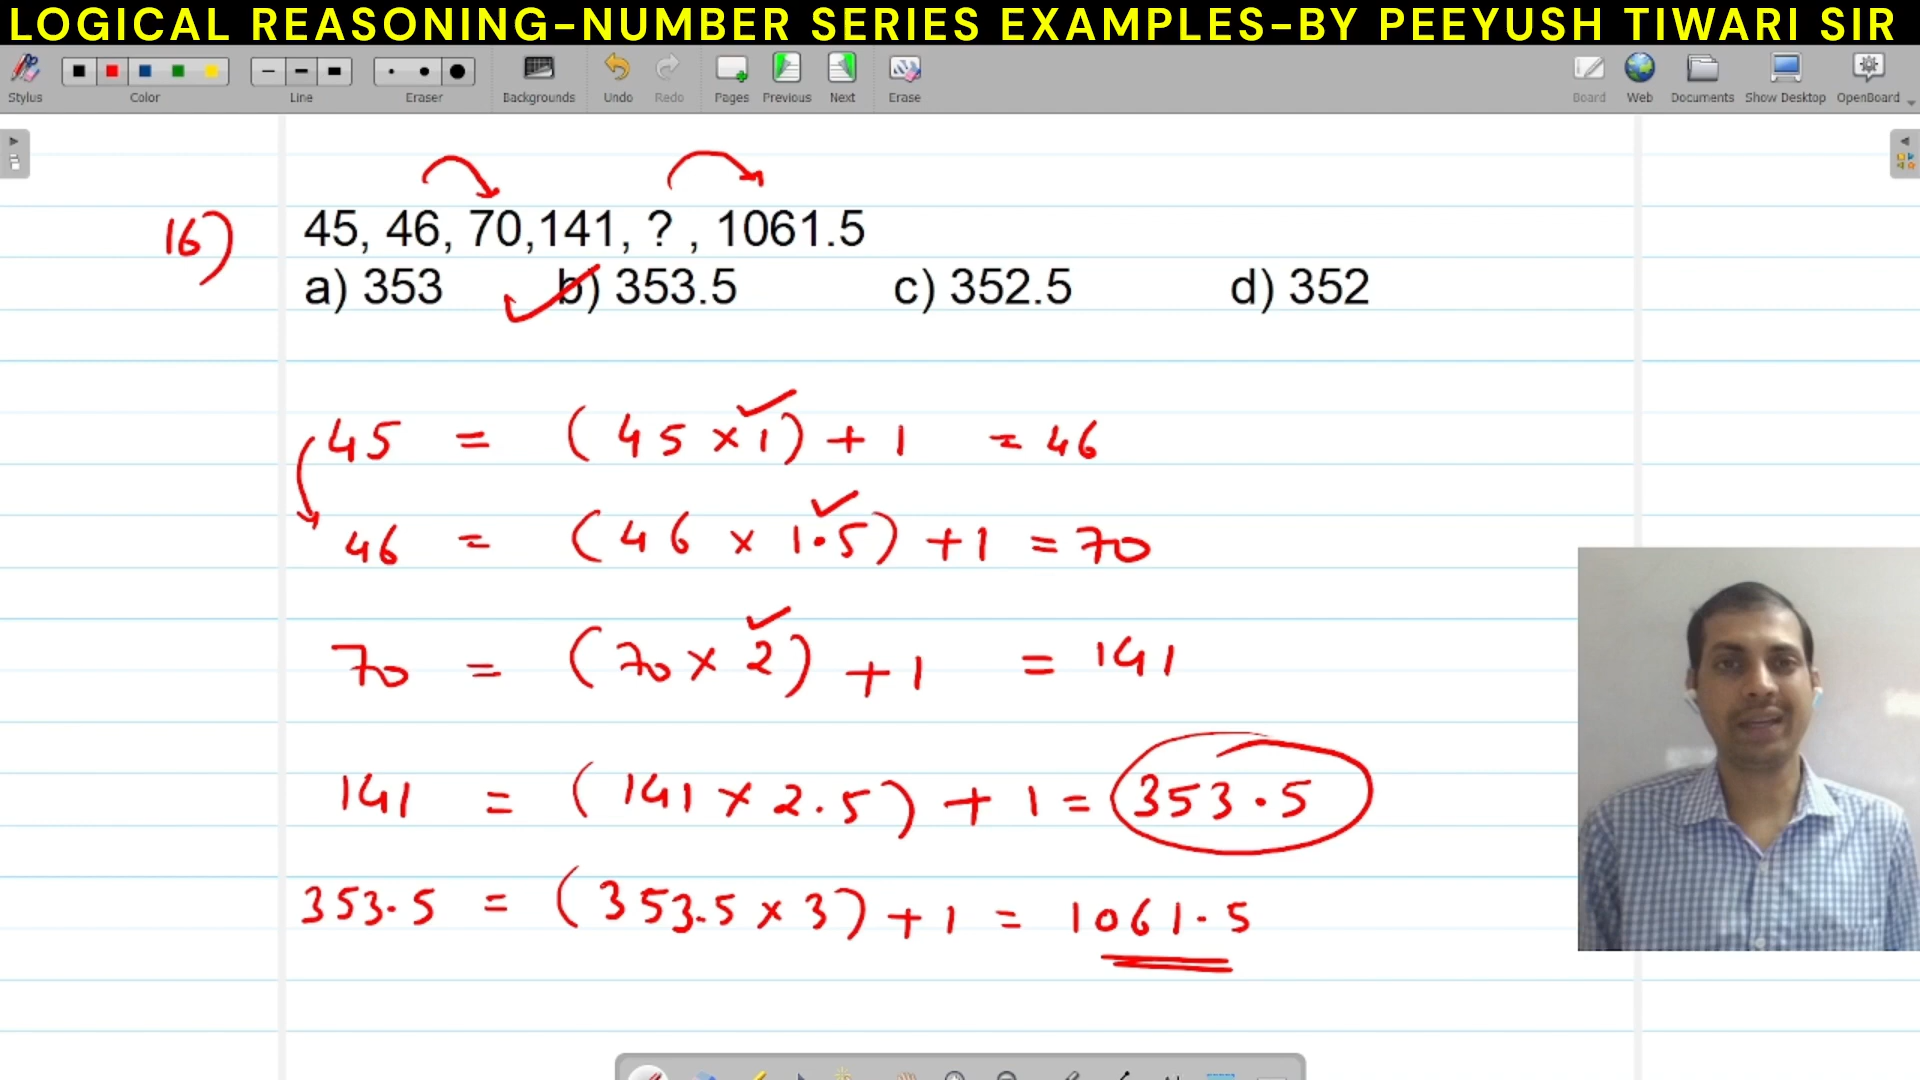 LOGICAL REASONING-NUMBER SERIES EXAMPLES-BY PEEYUSH TIWARI SIR
Stylus Color Line Eraser Backgrounds Undo Redo Pages Previous Next Erase Board Web Documents Show Desktop OpenBoard
16) 45, 46, 70,141, ? , 1061.5
a) 353 b) 353.5 c) 352.5 d) 352
45 = (45 × 1) + 1 = 46
46 = (46 × 1.5) + 1 = 70
70 = (70 × 2) + 1 = 141
141 = (141 × 2.5) + 1 = 353.5
353.5 = (353.5 × 3) + 1 = 1061.5